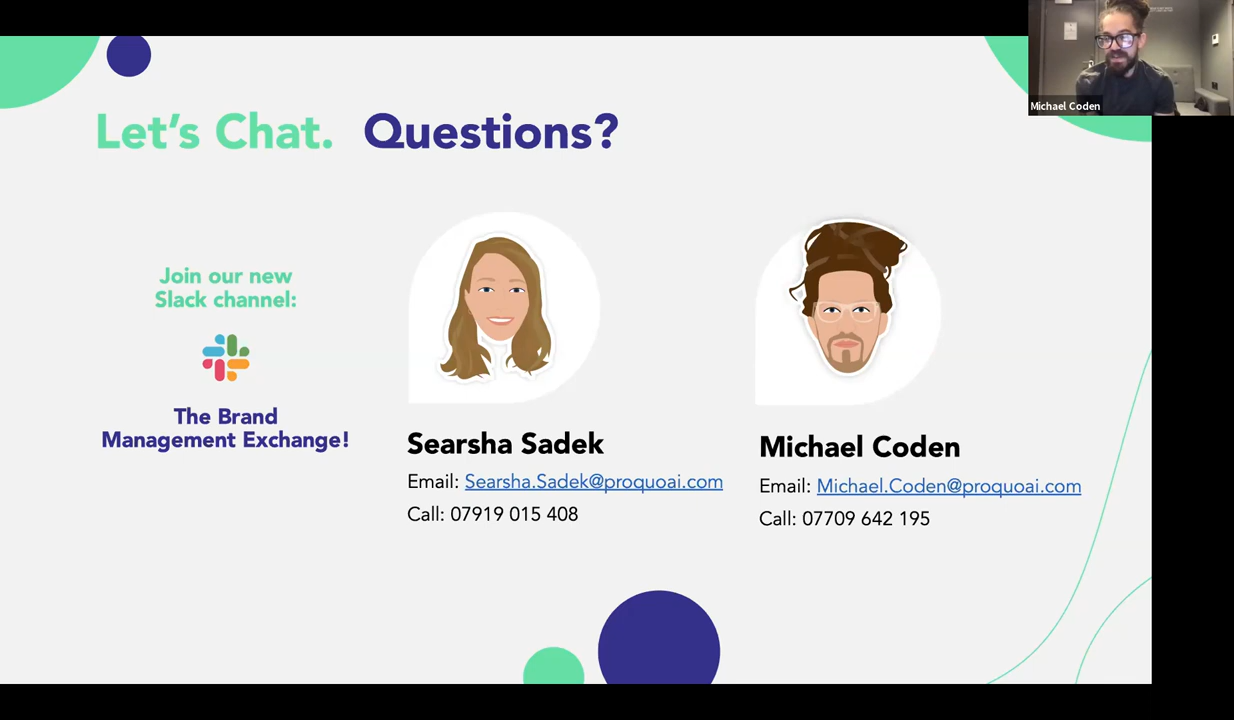 Michael Coden
Let's Chat. Questions?
Join our new
Slack channel:
The Brand
Management Exchange!
Searsha Sadek
Email: Searsha.Sadek@proquoai.com
Call: 07919 015 408
Michael Coden
Email: Michael.Coden@proquoai.com
Call: 07709 642 195